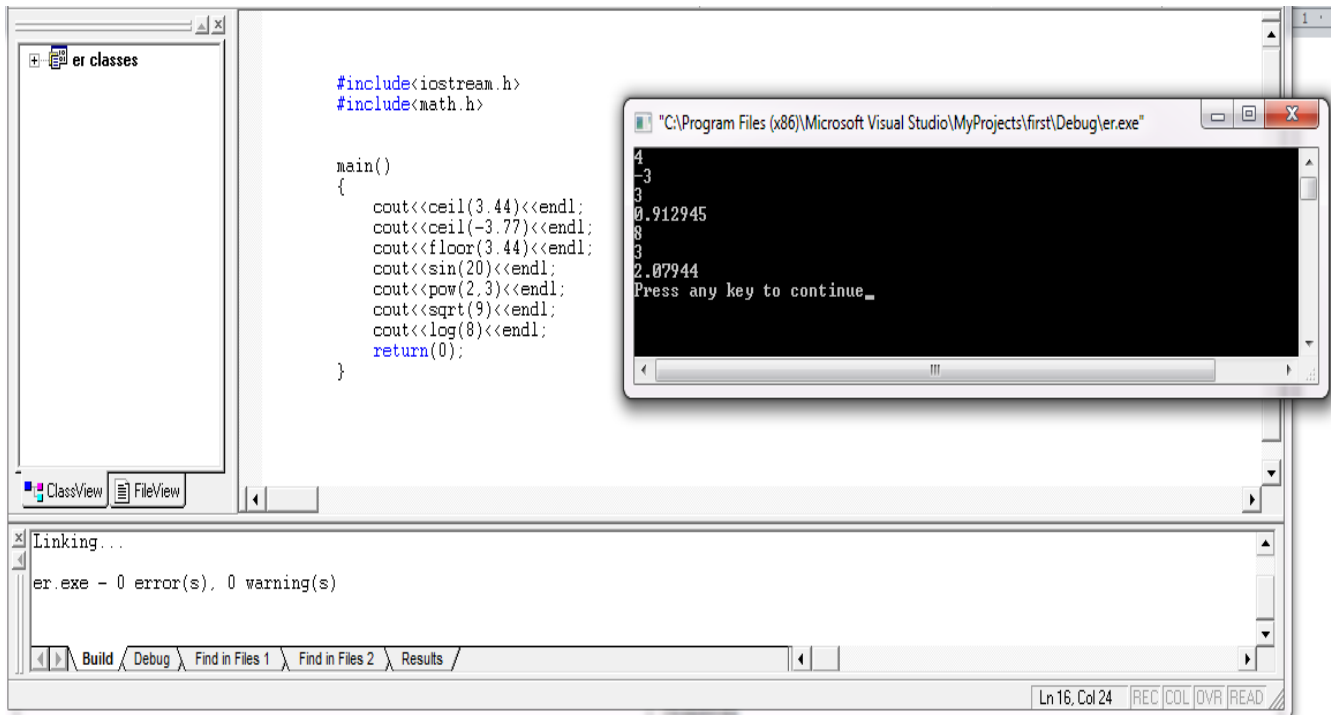 er classes
ClassView FileView
#include<iostream.h>
#include<math.h>
main()
{
cout<<ceil(3.44)<<endl;
cout<<ceil(-3.77)<<endl;
cout<<floor(3.44)<<endl;
cout<<sin(20)<<endl;
cout<<pow(2,3)<<endl;
cout<<sqrt(9)<<endl;
cout<<log(8)<<endl;
return(0);
}
1
"C:\Program Files (x86)\Microsoft Visual Studio\MyProjects\first\Debug\er.exe"
4
-3
3
0.912945
8
3
2.07944
Press any key to continue_
Linking...
er.exe - 0 error(s), 0 warning(s)
Build Debug Find in Files 1 Find in Files 2 Results
Ln 16, Col 24 REC COL OVR READ